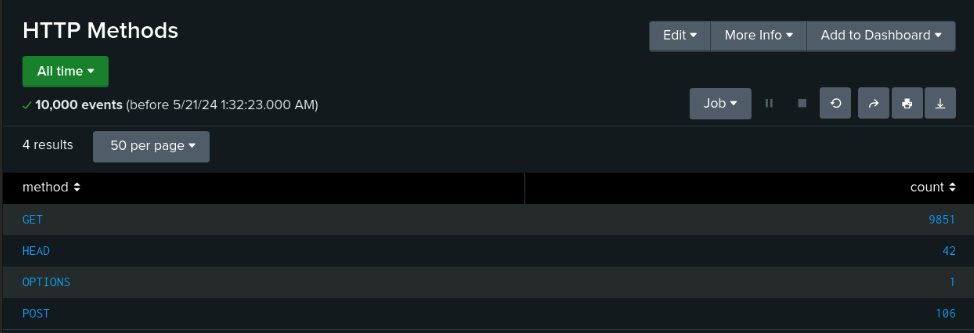 HTTP Methods
Edit More Info Add to Dashboard
All time
10,000 events (before 5/21/24 1:32:23.000 AM)
Job
4 results 50 per page
method count
GET 9851
HEAD 42
OPTIONS 1
POST 106